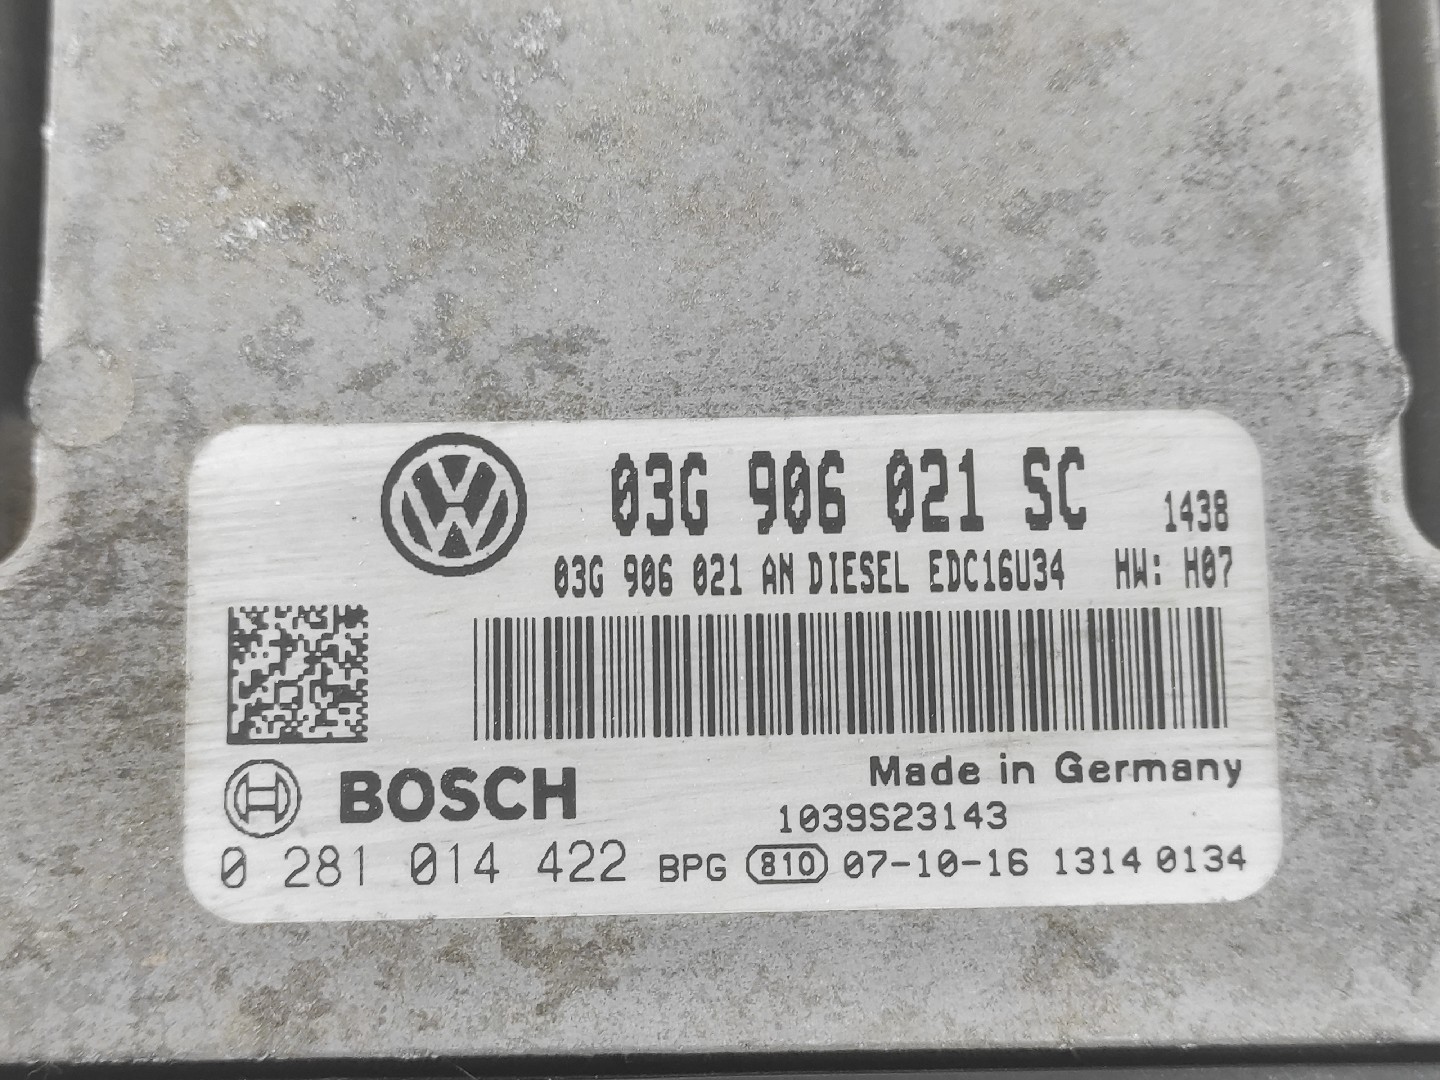 03G 906 021 SC 1438
03G 906 021 AN DIESEL EDC16U34 HW: H07
Made in Germany
BOSCH
1039S23143
0 281 014 422 BPG 810 07-10-16 1314 0134